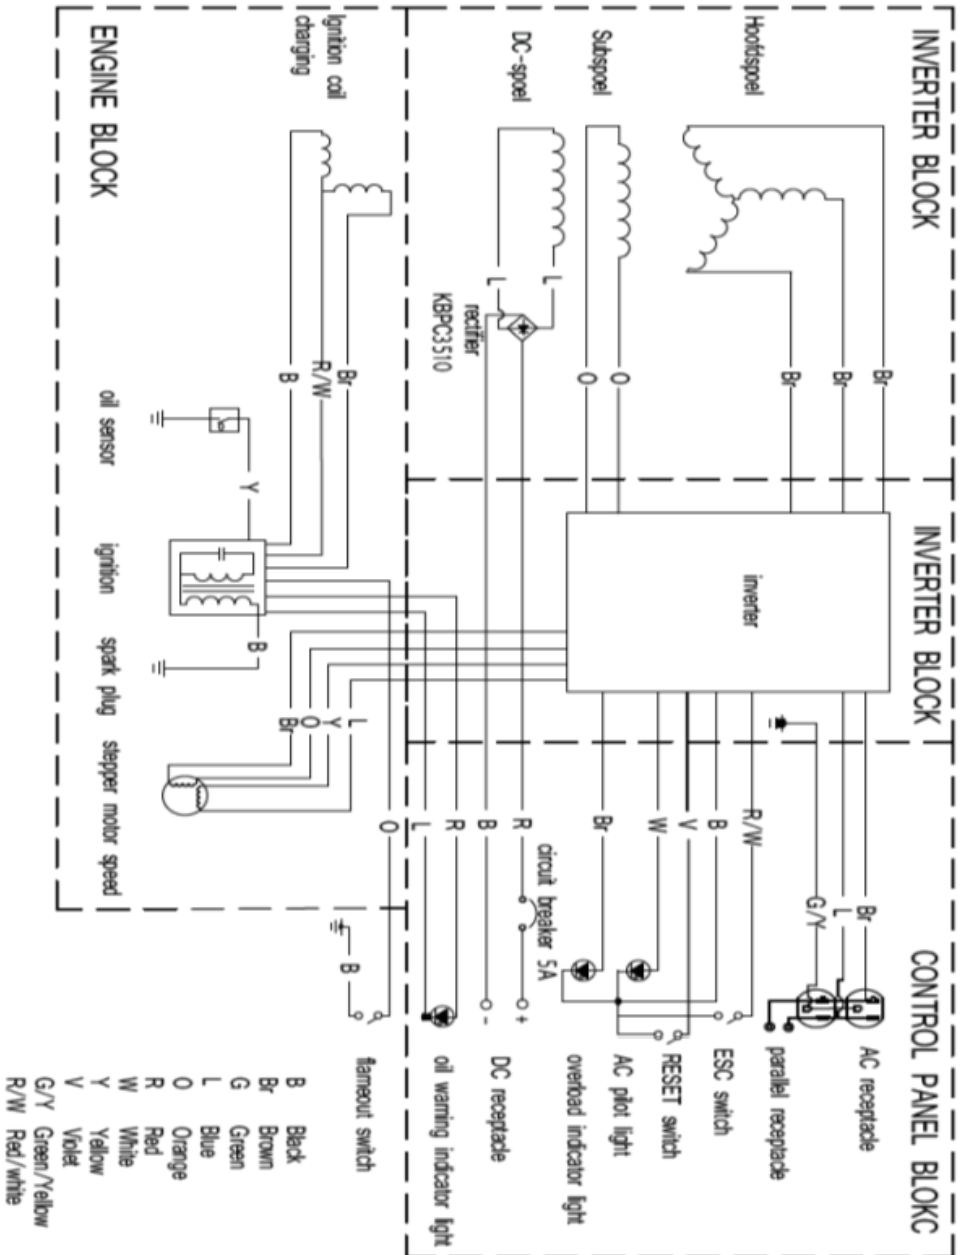 INVERTER BLOCK
INVERTER BLOCK
CONTROL PANEL BLOKC
Hoofdspoel
Subspoel
DC-spoel
Br
Br
Br
O
O
L
L
rectifier
KBPC3510
inverter
Br
L
G/Y
R/W
B
V
W
Br
R
B
R
L
O
circuit breaker 5A
+
-
AC receptacle
parallel receptacle
ESC switch
RESET switch
AC pilot light
overload indicator light
DC receptacle
oil warning indicator light
flameout switch
B
Ignition coil
charging
ENGINE BLOCK
Br
R/W
B
Y
B
L
Y
O
Br
oil sensor
ignition
spark plug
stepper motor speed
B Black
Br Brown
G Green
L Blue
O Orange
R Red
W White
Y Yellow
V Violet
G/Y Green/Yellow
R/W Red/white